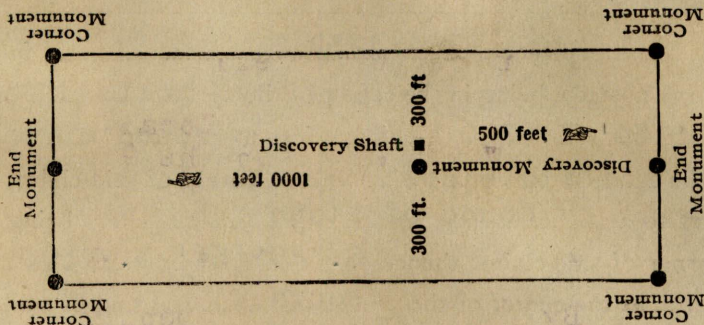 Corner
Monument
Corner
Monument
End
Monument
300 ft
500 feet
Discovery Shaft
Discovery Monument
1000 feet
300 ft.
End
Monument
Corner
Monument
Corner
Monument